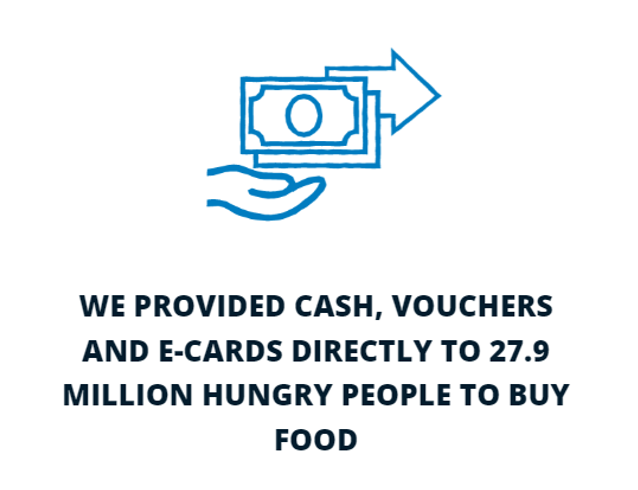 WE PROVIDED CASH, VOUCHERS
AND E-CARDS DIRECTLY TO 27.9
MILLION HUNGRY PEOPLE TO BUY
FOOD